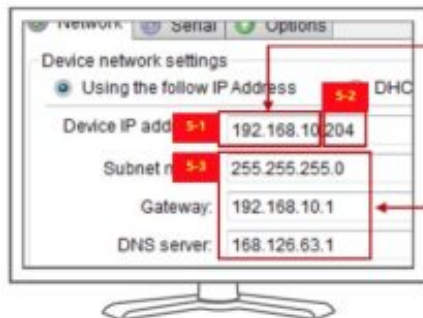 Network Serial Options
Device network settings
Using the follow IP Address 5-2 DHC
Device IP add 5-1 192.168.10.204
Subnet n 5-3 255.255.255.0
Gateway: 192.168.10.1
DNS server: 168.126.63.1